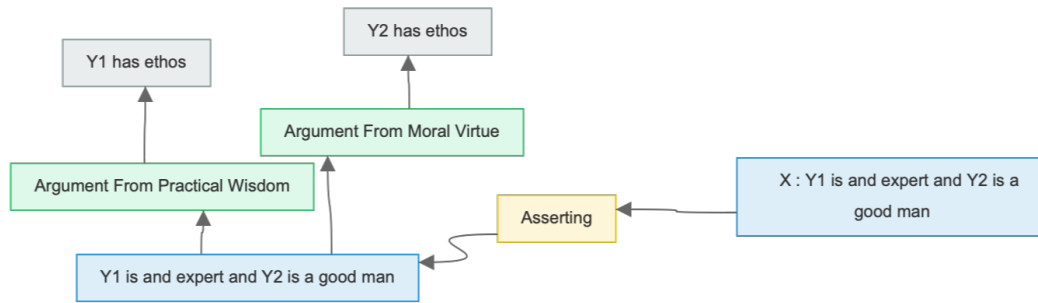 Y2 has ethos
Y1 has ethos
Argument From Moral Virtue
Argument From Practical Wisdom
X : Y1 is and expert and Y2 is a
good man
Asserting
Y1 is and expert and Y2 is a good man